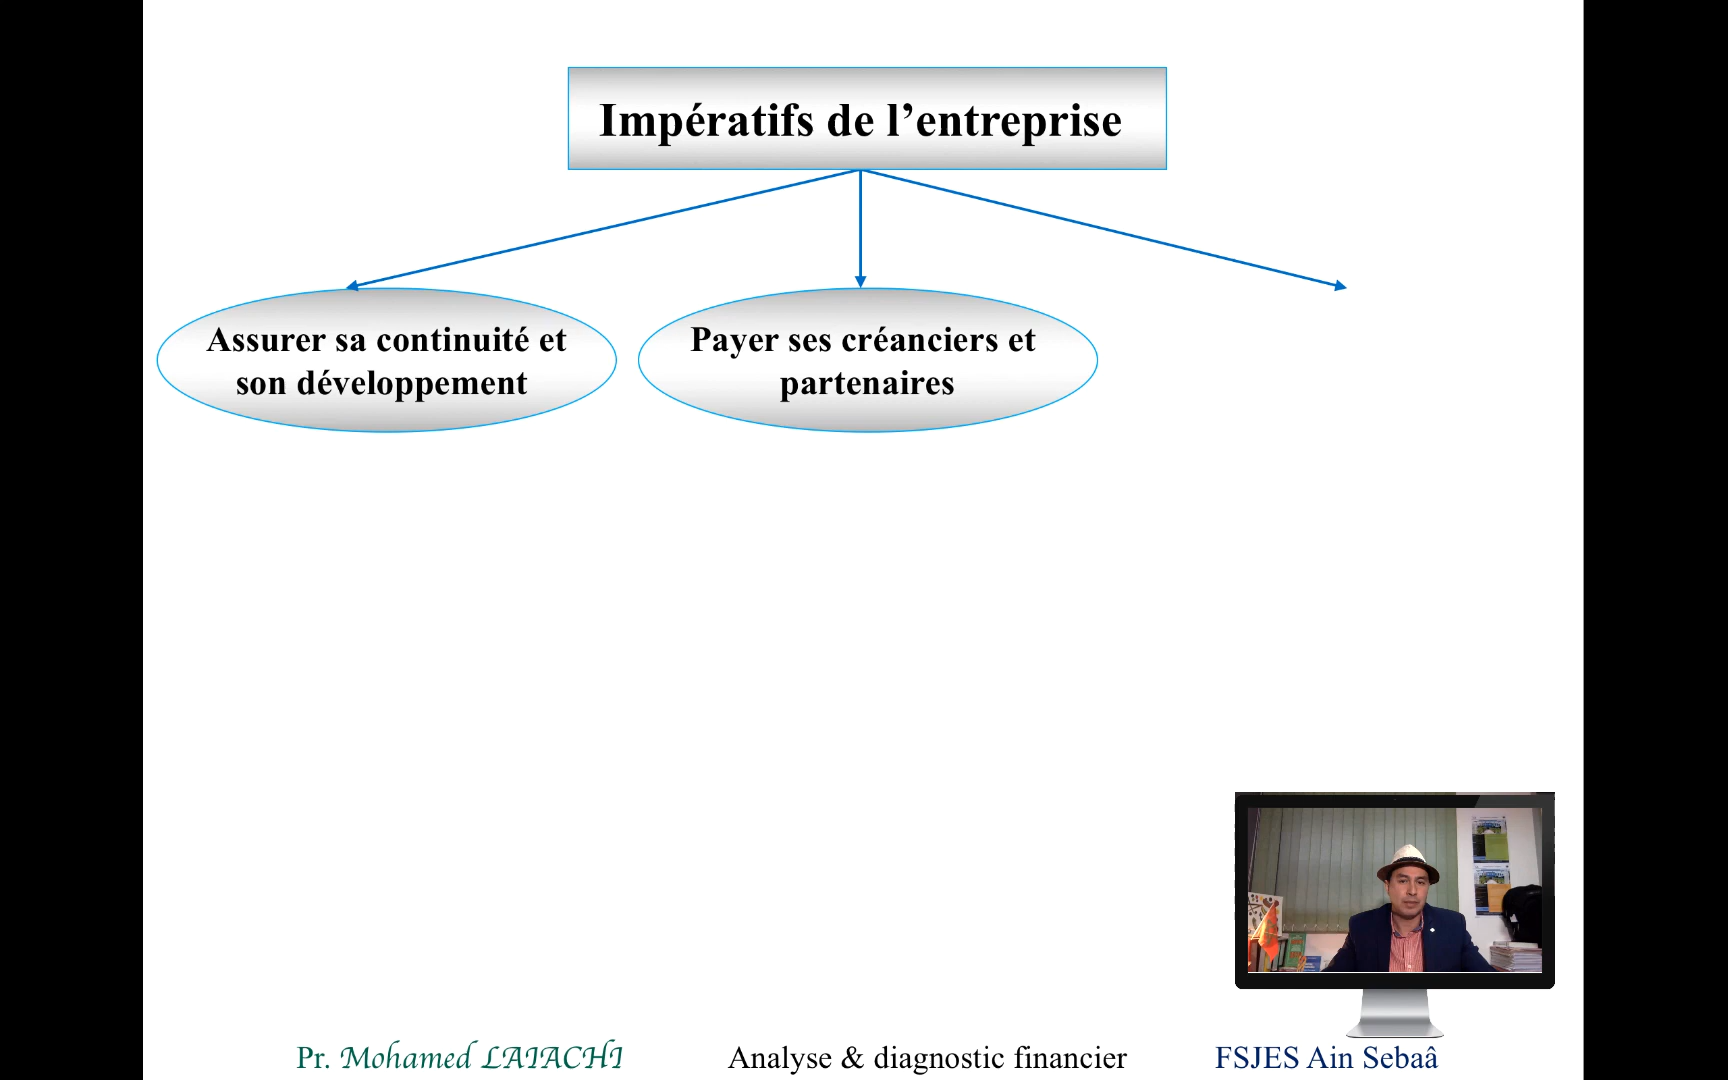 Impératifs de l’entreprise
Assurer sa continuité et
son développement
Payer ses créanciers et
partenaires
Pr. Mohamed LAIACHI
Analyse & diagnostic financier
FSJES Ain Sebaâ